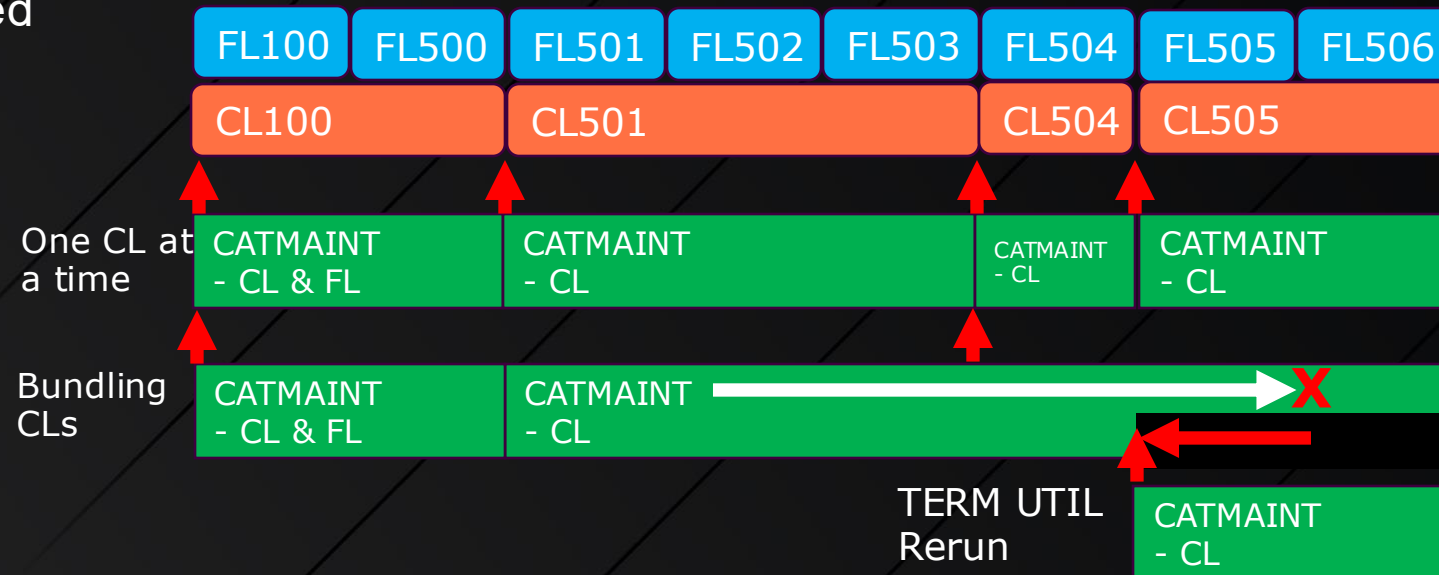 ed
FL100 FL500 FL501 FL502 FL503 FL504 FL505 FL506
CL100 CL501 CL504 CL505
One CL at
a time
CATMAINT
- CL & FL
CATMAINT
- CL
CATMAINT
- CL
CATMAINT
- CL
Bundling
CLs
CATMAINT
- CL & FL
CATMAINT
- CL
X
TERM UTIL
Rerun
CATMAINT
- CL